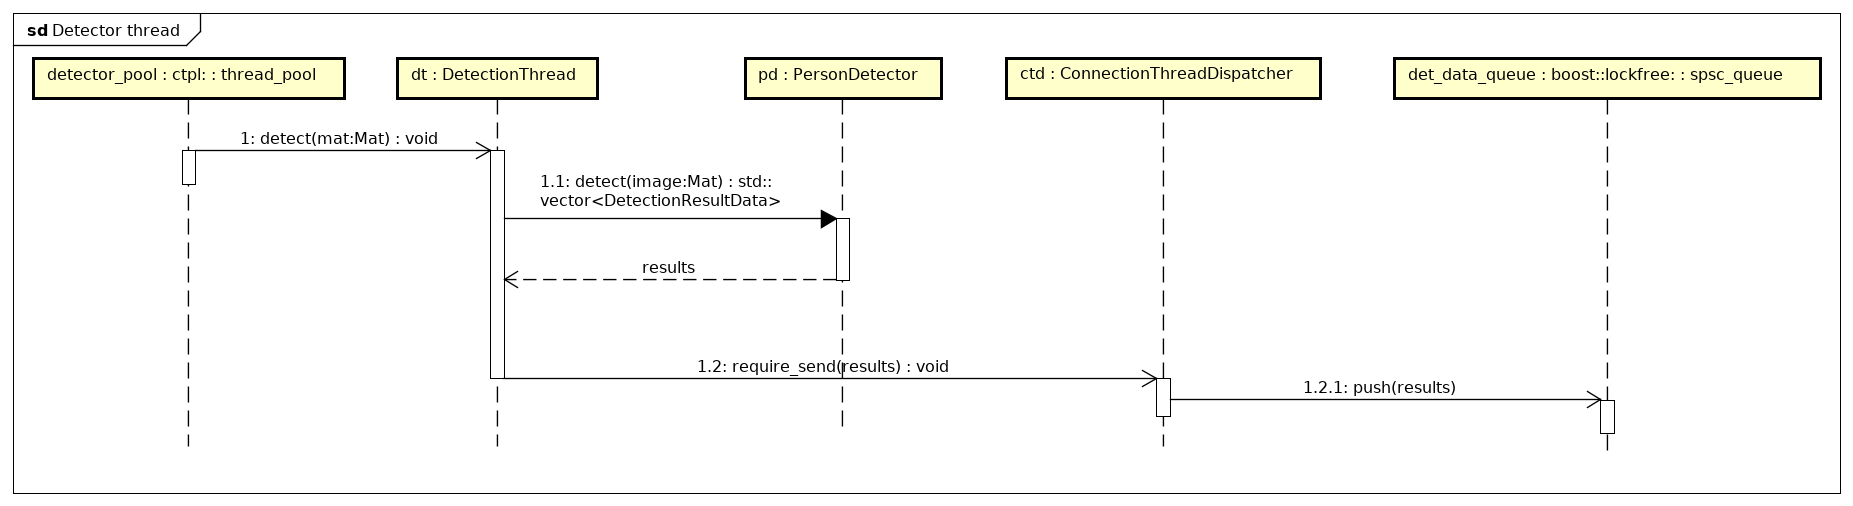 sd Detector thread
detector_pool : ctpl: : thread_pool
dt : DetectionThread
pd : PersonDetector
ctd : ConnectionThreadDispatcher
det_data_queue : boost::lockfree: : spsc_queue
1: detect(mat:Mat) : void
1.1: detect(image:Mat) : std::
vector<DetectionResultData>
results
1.2: require_send(results) : void
1.2.1: push(results)